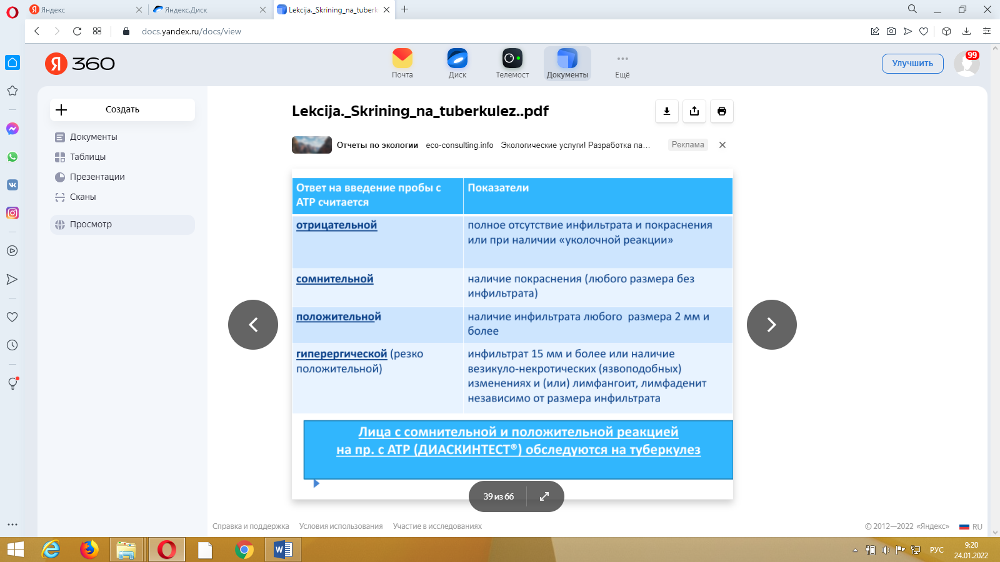 Яндекс
Яндекс.Диск
Lekcija._Skrining_na_tuberk
docs.yandex.ru/docs/view
Я 360
Почта
Диск
Телемост
Документы
Ещё
Улучшить
99
Создать
Документы
Таблицы
Презентации
Сканы
Просмотр
Lekcija._Skrining_na_tuberkulez..pdf
Отчеты по экологии eco-consulting.info Экологические услуги! Разработка па…
Реклама
Ответ на введение пробы с
АТР считается
Показатели
отрицательной
полное отсутствие инфильтрата и покраснения
или при наличии «уколочной реакции»
сомнительной
наличие покраснения (любого размера без
инфильтрата)
положительной
наличие инфильтрата любого размера 2 мм и
более
гиперергической (резко
положительной)
инфильтрат 15 мм и более или наличие
везикуло-некротических (язвоподобных)
изменениях и (или) лимфангоит, лимфаденит
независимо от размера инфильтрата
Лица с сомнительной и положительной реакцией
на пр. с АТР (ДИАСКИНТЕСТ®) обследуются на туберкулез
39 из 66
Справка и поддержка Условия использования Участие в исследованиях
© 2012—2022 «Яндекс»
RU
РУС
9:20
24.01.2022